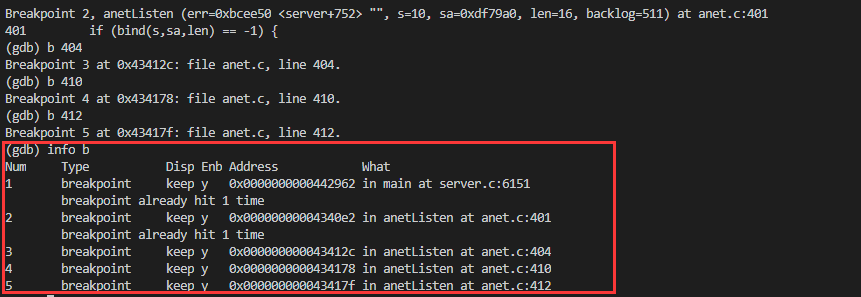 Breakpoint 2, anetListen (err=0xbcee50 <server+752> "", s=10, sa=0xdf79a0, len=16, backlog=511) at anet.c:401
401         if (bind(s,sa,len) == -1) {
(gdb) b 404
Breakpoint 3 at 0x43412c: file anet.c, line 404.
(gdb) b 410
Breakpoint 4 at 0x434178: file anet.c, line 410.
(gdb) b 412
Breakpoint 5 at 0x43417f: file anet.c, line 412.
(gdb) info b
Num     Type           Disp Enb Address            What
1       breakpoint     keep y   0x0000000000442962 in main at server.c:6151
        breakpoint already hit 1 time
2       breakpoint     keep y   0x00000000004340e2 in anetListen at anet.c:401
        breakpoint already hit 1 time
3       breakpoint     keep y   0x000000000043412c in anetListen at anet.c:404
4       breakpoint     keep y   0x0000000000434178 in anetListen at anet.c:410
5       breakpoint     keep y   0x000000000043417f in anetListen at anet.c:412